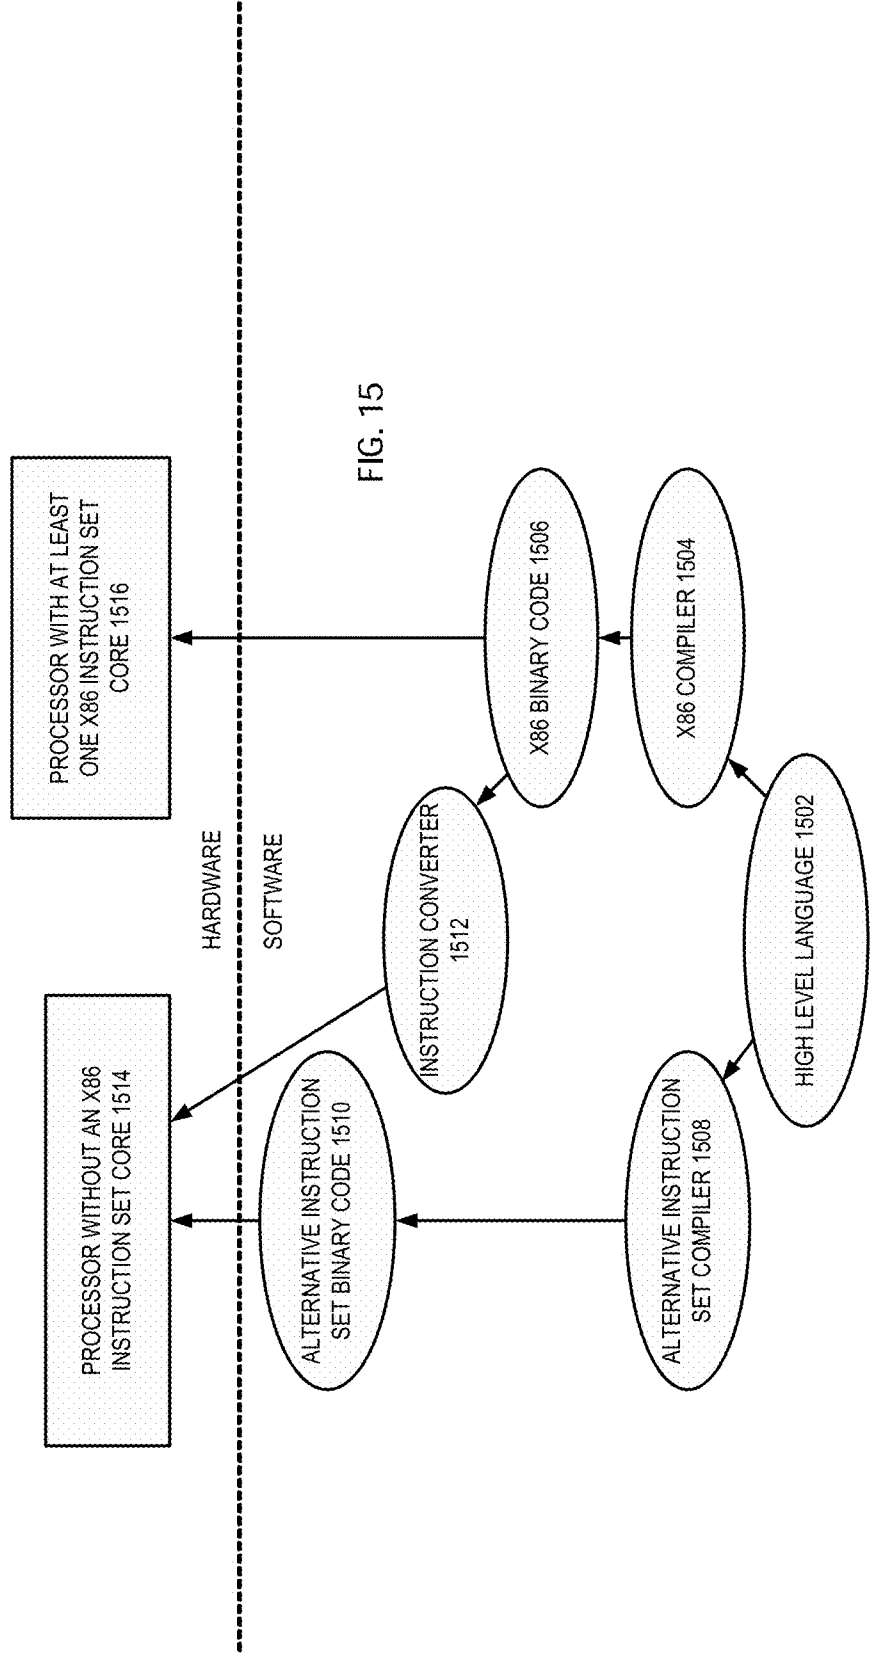 PROCESSOR WITHOUT AN X86
INSTRUCTION SET CORE 1514
PROCESSOR WITH AT LEAST
ONE X86 INSTRUCTION SET
CORE 1516
HARDWARE
SOFTWARE
ALTERNATIVE INSTRUCTION
SET BINARY CODE 1510
INSTRUCTION CONVERTER
1512
FIG. 15
X86 BINARY CODE 1506
ALTERNATIVE INSTRUCTION
SET COMPILER 1508
X86 COMPILER 1504
HIGH LEVEL LANGUAGE 1502